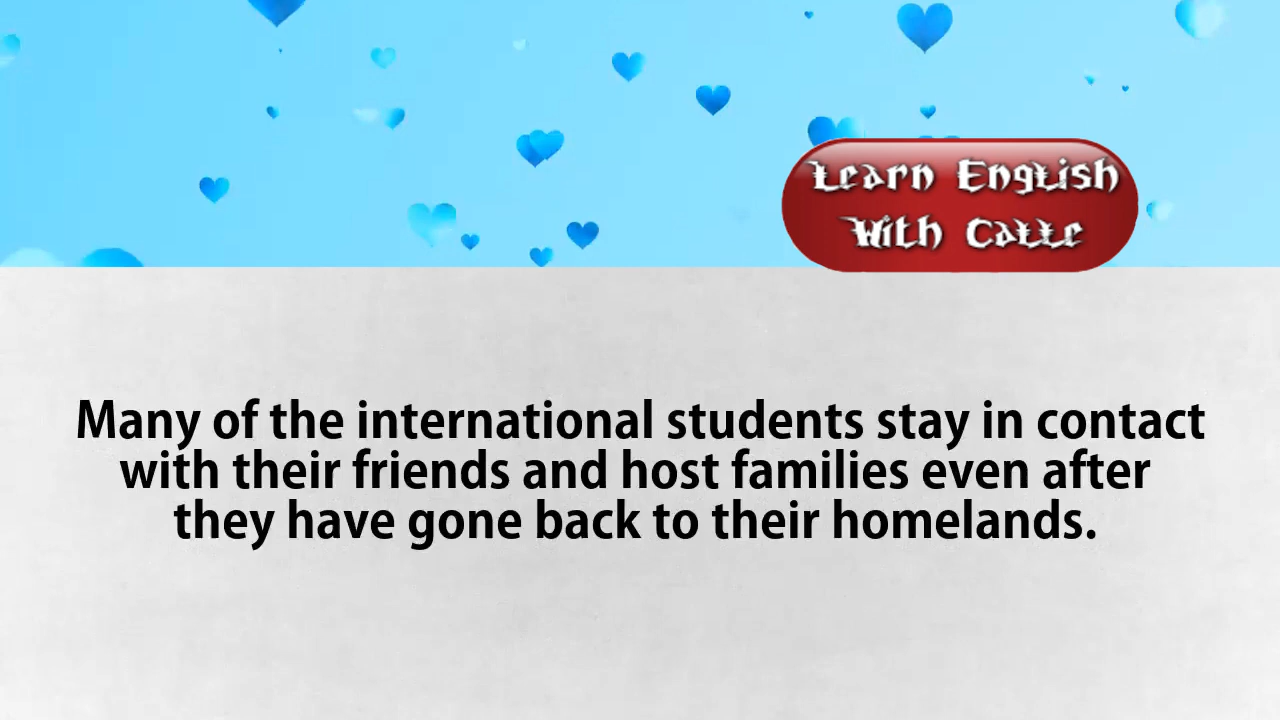 Learn English
With Calle
Many of the international students stay in contact
with their friends and host families even after
they have gone back to their homelands.